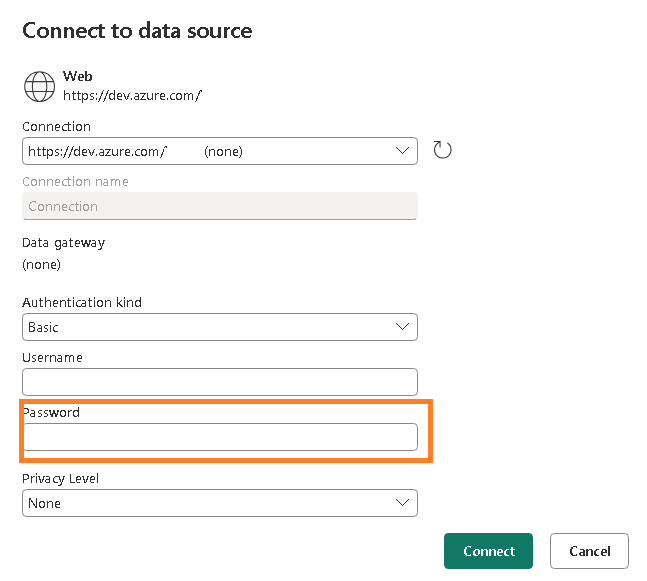 Connect to data source
Web
https://dev.azure.com/
Connection
https://dev.azure.com/ (none)
Connection name
Connection
Data gateway
(none)
Authentication kind
Basic
Username
Password
Privacy Level
None
Connect Cancel